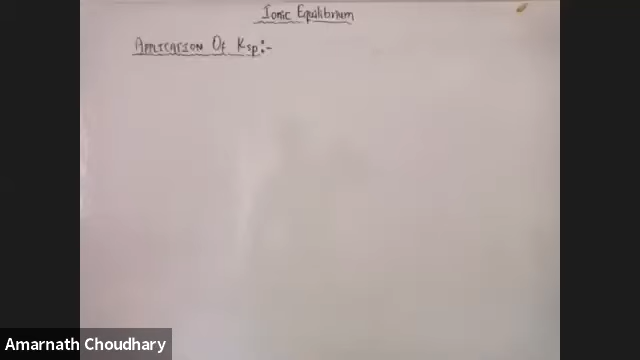 Ionic Equilibrium
APPLICATION OF Ksp:-
Amarnath Choudhary